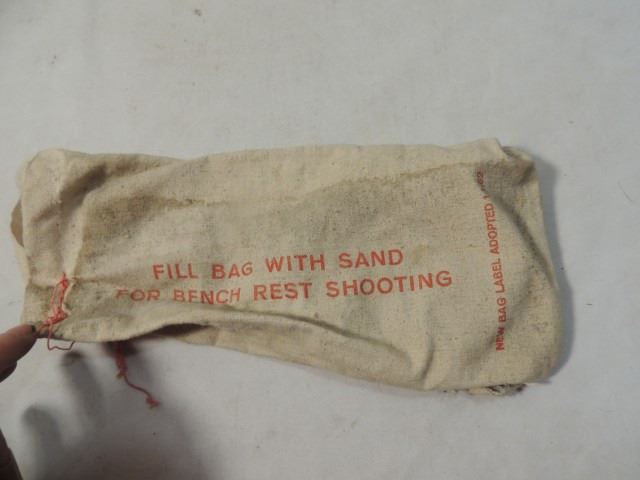 FILL BAG WITH SAND
FOR BENCH REST SHOOTING
NEW BAG LABEL ADOPTED